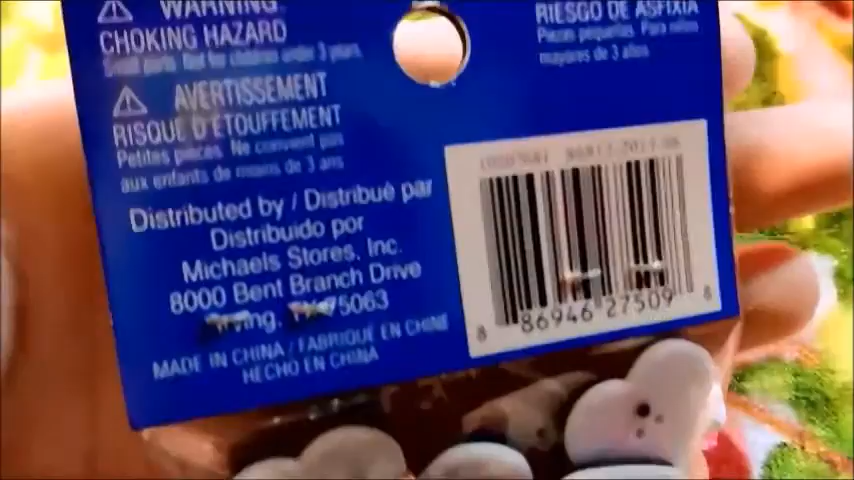 WARNING
CHOKING HAZARD
Small parts. Not for children under 3 years.
AVERTISSEMENT
RISQUE D'ÉTOUFFEMENT
Petites pièces. Ne convient pas
aux enfants de moins de 3 ans
Distributed by / Distribué par
Distribuido por
Michaels Stores, Inc.
8000 Bent Branch Drive
Irving, TX 75063
MADE IN CHINA / FABRIQUÉ EN CHINE
HECHO EN CHINA
RIESGO DE ASFIXIA
Piezas pequeñas. Para niños
mayores de 3 años
8 86946 27509 8